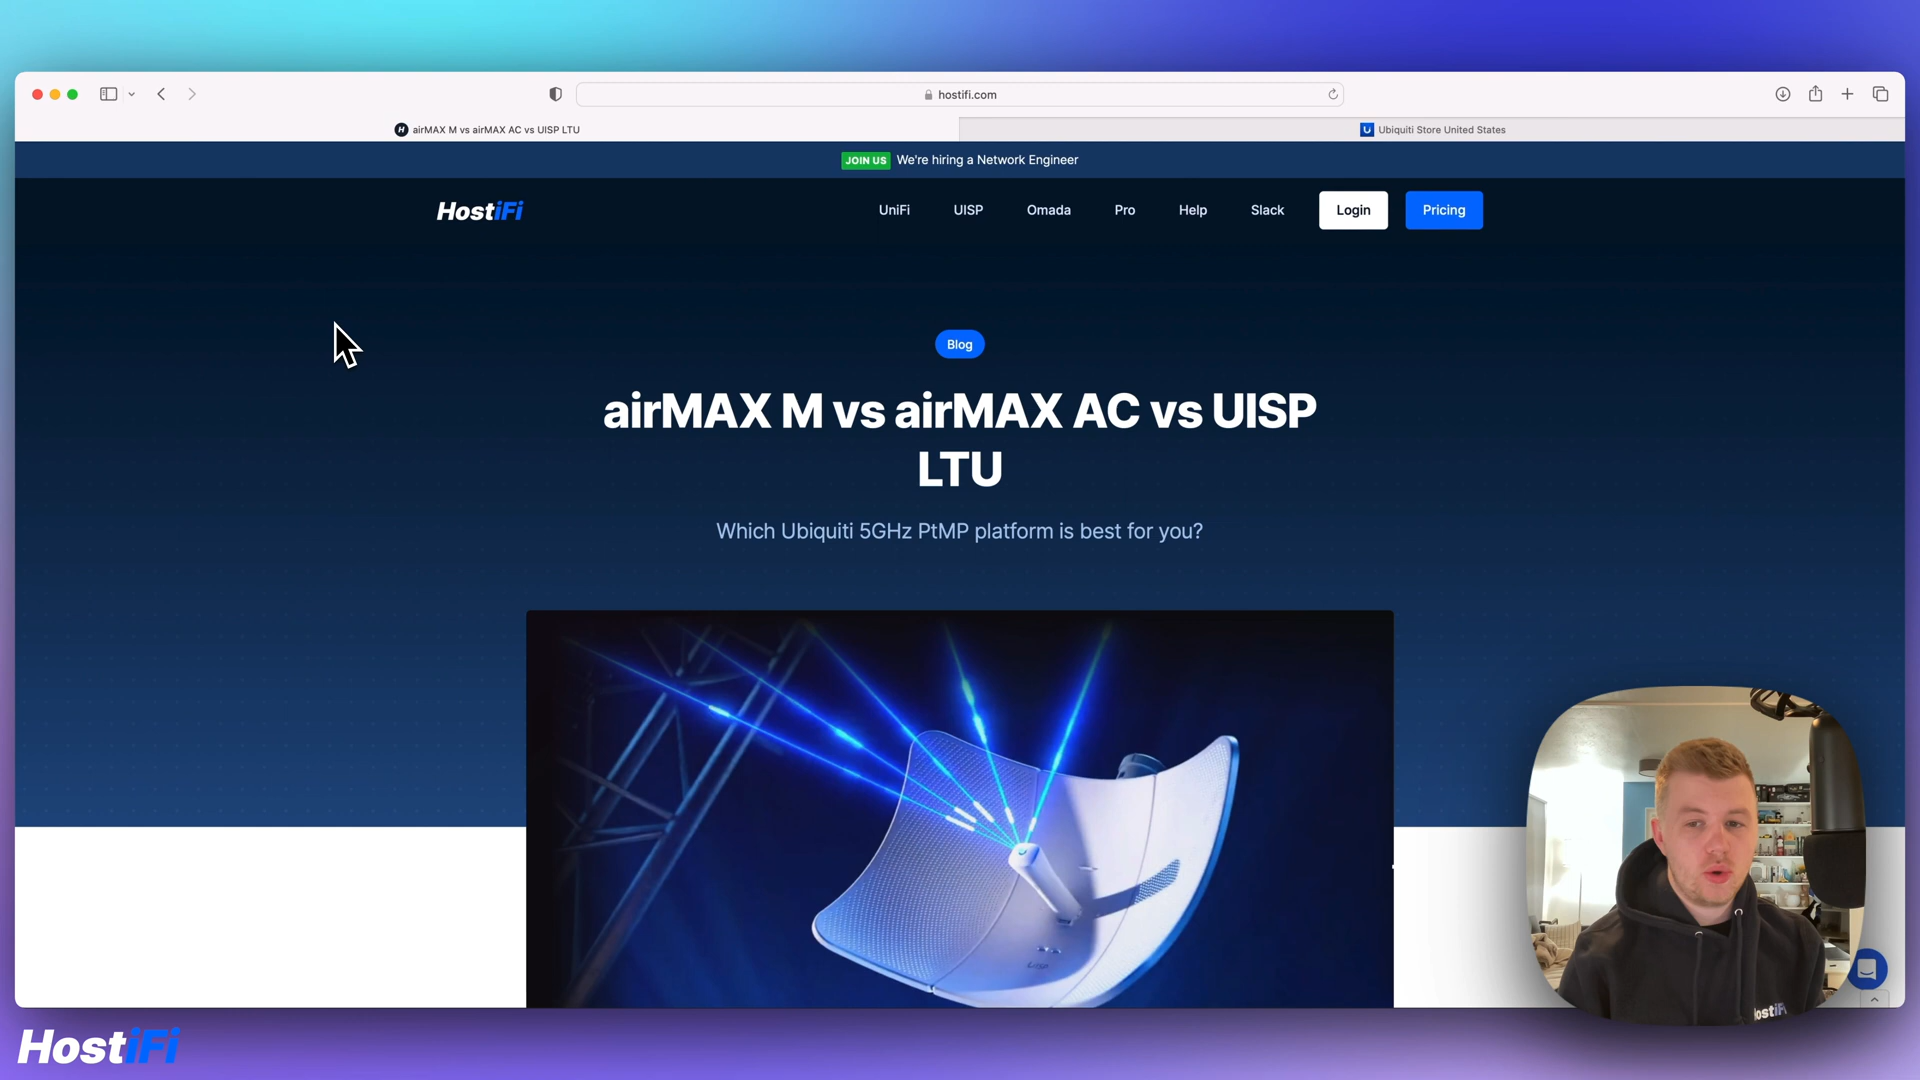 hostifi.com
airMAX M vs airMAX AC vs UISP LTU
Ubiquiti Store United States
JOIN US We're hiring a Network Engineer
HostiFi
UniFi UISP Omada Pro Help Slack Login Pricing
Blog
airMAX M vs airMAX AC vs UISP
LTU
Which Ubiquiti 5GHz PtMP platform is best for you?
HostiFi